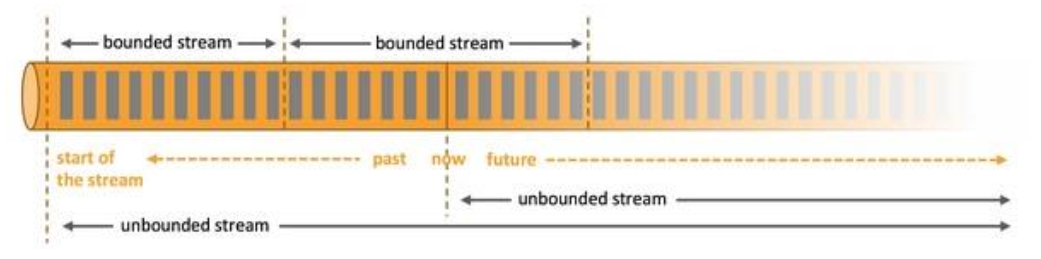 bounded stream
bounded stream
start of
the stream
past
now
future
unbounded stream
unbounded stream